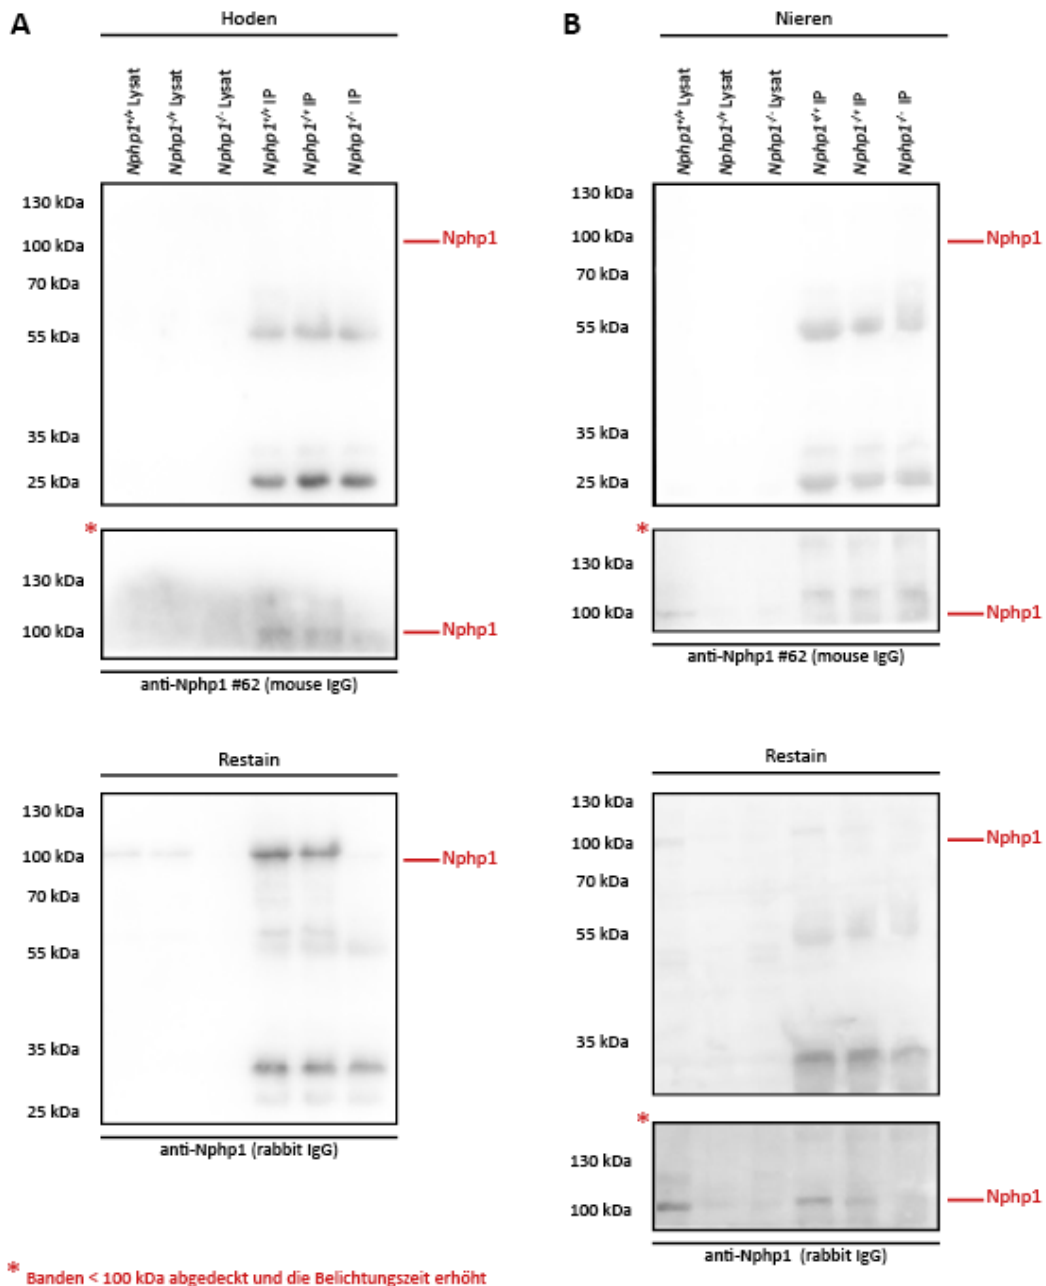 A
Hoden
Nphp1+/+ Lysat
Nphp1-/+ Lysat
Nphp1-/- Lysat
Nphp1+/+ IP
Nphp1-/+ IP
Nphp1-/- IP
130 kDa
100 kDa
70 kDa
55 kDa
35 kDa
25 kDa
Nphp1
*
130 kDa
100 kDa
Nphp1
anti-Nphp1 #62 (mouse IgG)
Restain
130 kDa
100 kDa
70 kDa
55 kDa
35 kDa
25 kDa
Nphp1
anti-Nphp1 (rabbit IgG)
B
Nieren
Nphp1+/+ Lysat
Nphp1-/+ Lysat
Nphp1-/- Lysat
Nphp1+/+ IP
Nphp1-/+ IP
Nphp1-/- IP
130 kDa
100 kDa
70 kDa
55 kDa
35 kDa
25 kDa
Nphp1
*
130 kDa
100 kDa
Nphp1
anti-Nphp1 #62 (mouse IgG)
Restain
130 kDa
100 kDa
70 kDa
55 kDa
35 kDa
Nphp1
*
130 kDa
100 kDa
Nphp1
anti-Nphp1 (rabbit IgG)
* Banden < 100 kDa abgedeckt und die Belichtungszeit erhöht